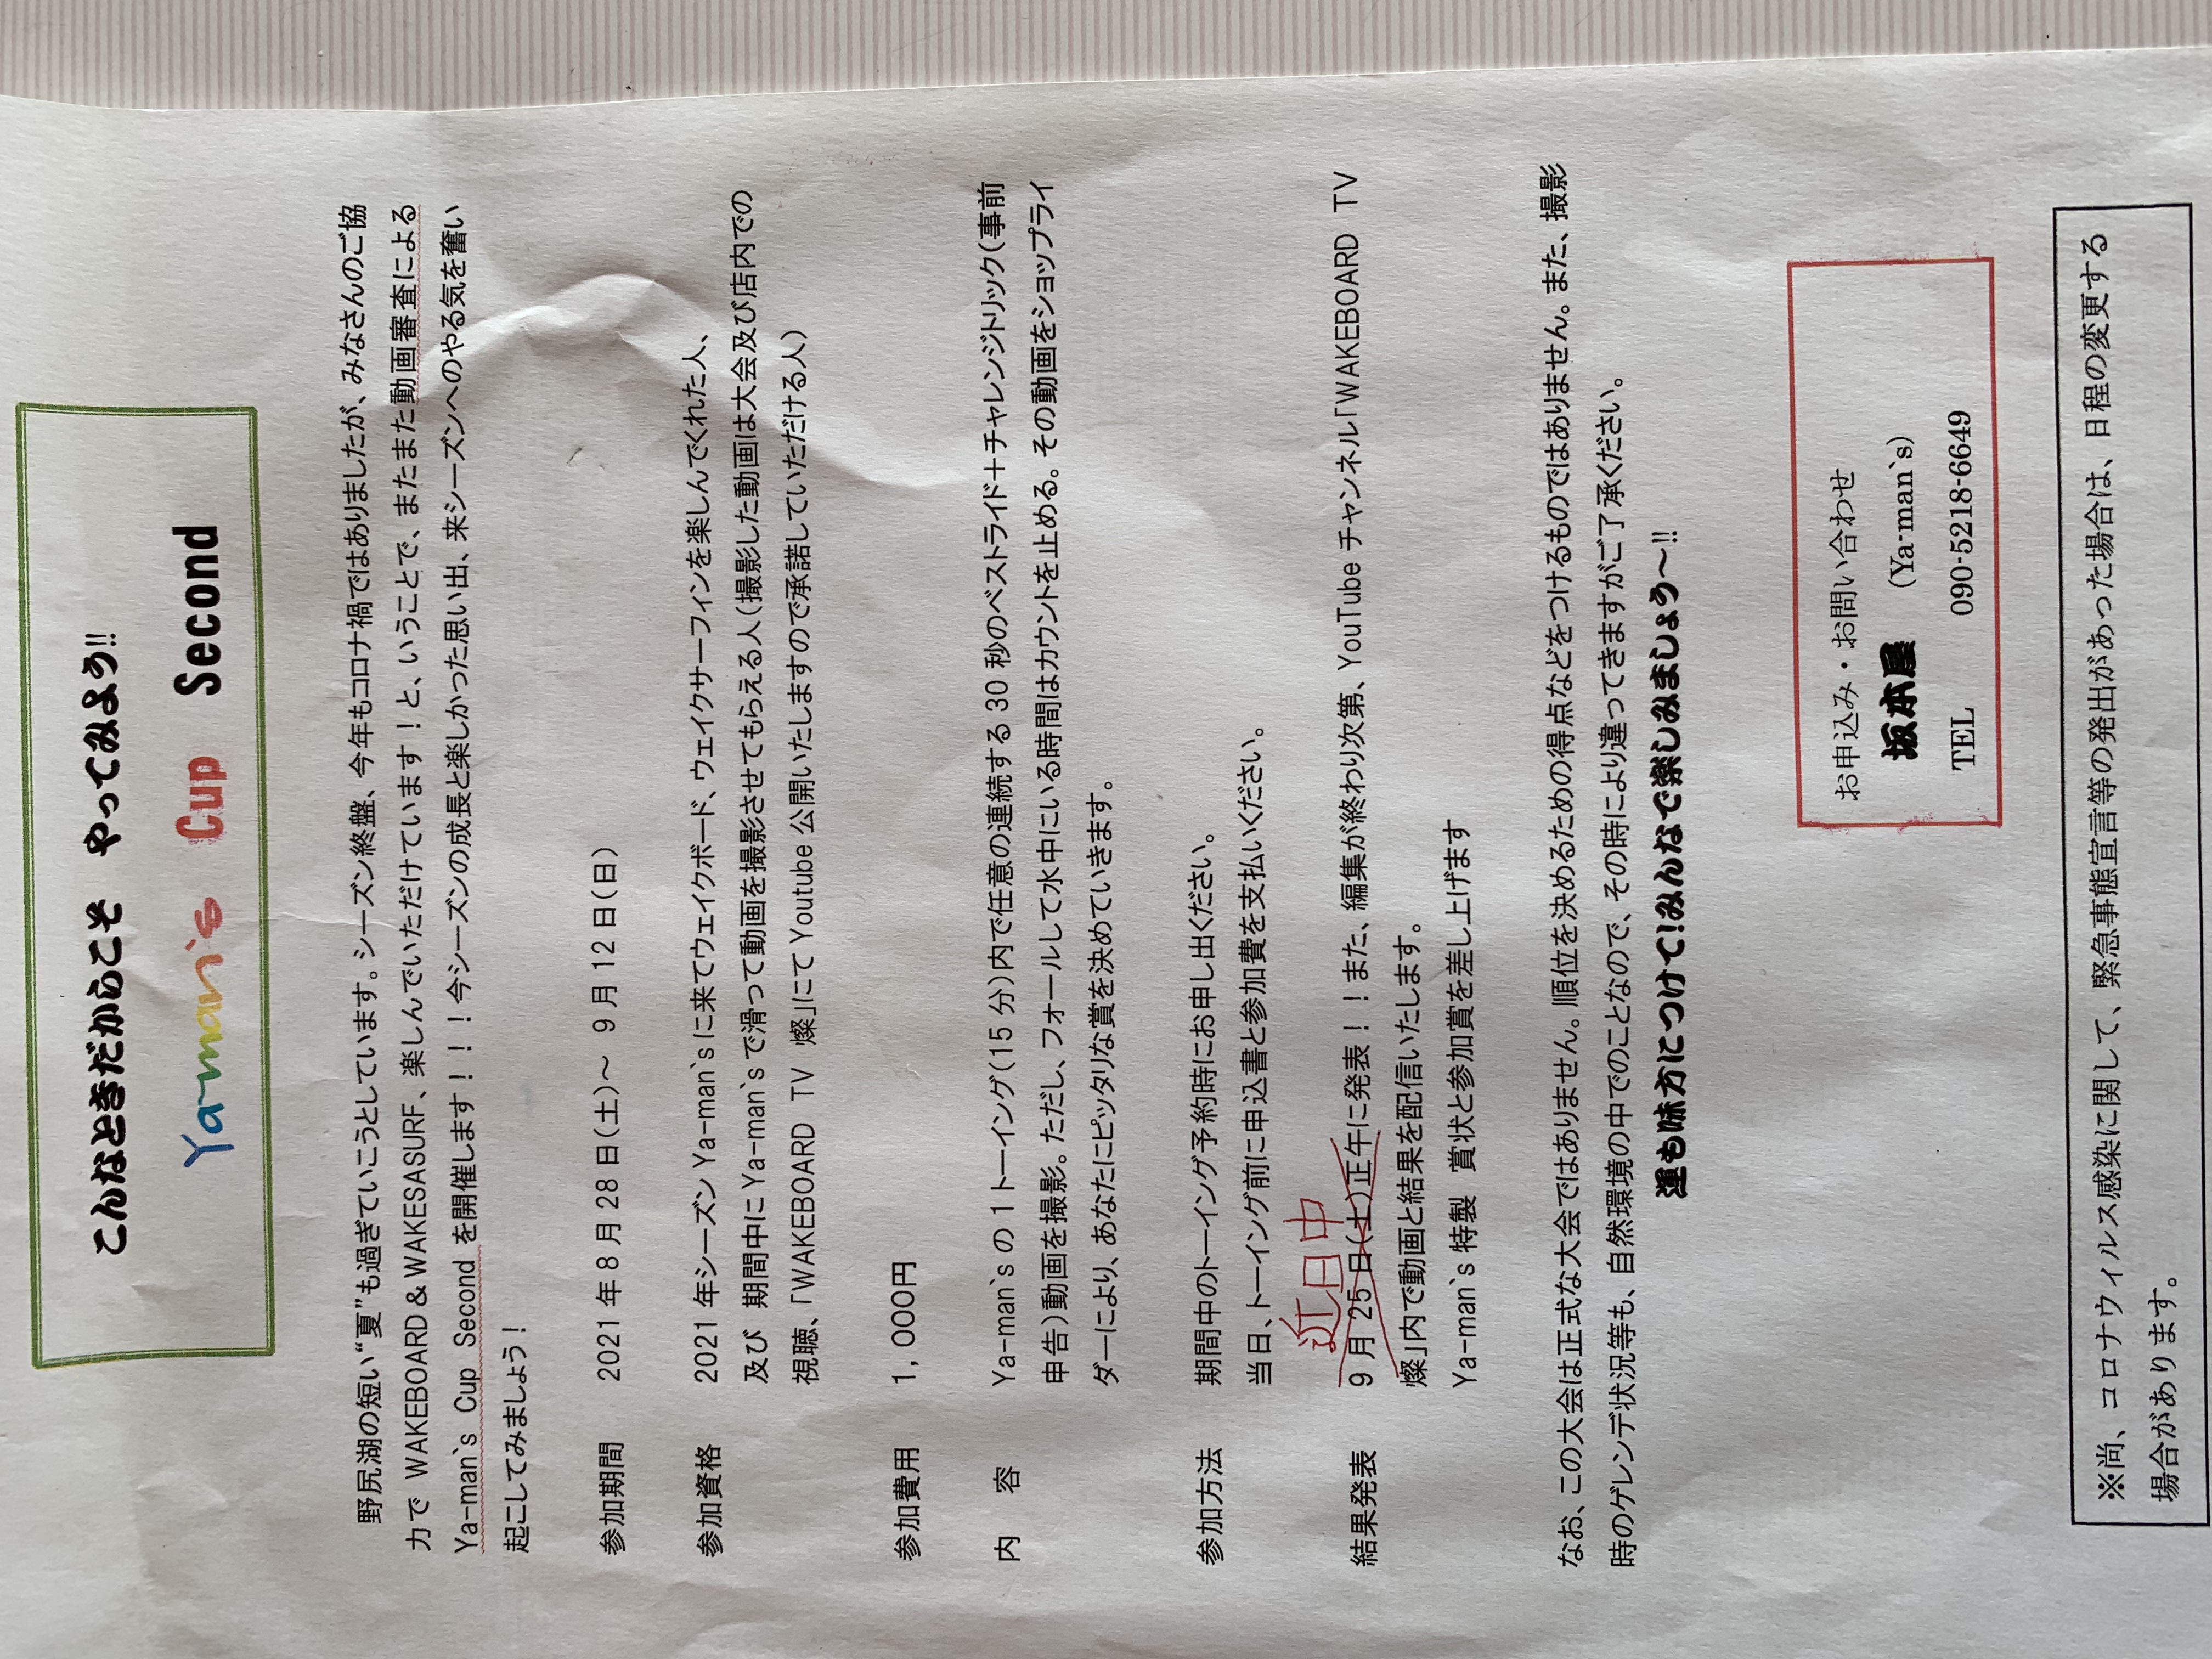 こんなときだからこそ　やってみよう!!
Ya-man`s Cup Second
野尻湖の短い“夏”も過ぎていこうとしています。シーズン終盤、今年もコロナ禍ではありましたが、みなさんのご協
力で WAKEBOARD & WAKESASURF、楽しんでいただけています！と、いうことで、またまた動画審査による
Ya-man`s Cup Second を開催します！！！今シーズンの成長と楽しかった思い出、来シーズンへのやる気を奮い
起こしてみましょう！
参加期間　2021 年 8 月 28 日(土)～ 9 月 12 日(日)
参加資格　2021 年シーズン Ya-man`s に来てウェイクボード、ウェイクサーフィンを楽しんでくれた人、
及び 期間中に Ya-man`s で滑って動画を撮影させてもらえる人(撮影した動画は大会及び店内での
視聴、「WAKEBOARD TV 燦」にて Youtube 公開いたしますので承諾していただける人)
参加費用　1,000円
内　容　Ya-man`s の 1 トーイング(15 分)内で任意の連続する 30 秒のベストライド＋チャレンジトリック(事前
申告)動画を撮影。ただし、フォールして水中にいる時間はカウントを止める。その動画をショップライ
ダーにより、あなたにピッタリな賞を決めていきます。
参加方法　期間中のトーイング予約時にお申し出ください。
当日、トーイング前に申込書と参加費を支払いください。
近日中
結果発表　9 月 25 日(土)正午に発表！！また、編集が終わり次第、YouTube チャンネル「WAKEBOARD TV
燦」内で動画と結果を配信いたします。
Ya-man`s 特製 賞状と参加賞を差し上げます
なお、この大会は正式な大会ではありません。順位を決めるための得点などをつけるものではありません。また、撮影
時のゲレンデ状況等も、自然環境の中でのことなので、その時により違ってきますがご了承ください。
運も味方につけて!みんなで楽しみましょう～!!
お申込み・お問い合わせ
坂本屋 (Ya-man`s)
TEL 090-5218-6649
※尚、コロナウィルス感染に関して、緊急事態宣言等の発出があった場合は、日程の変更する
場合があります。